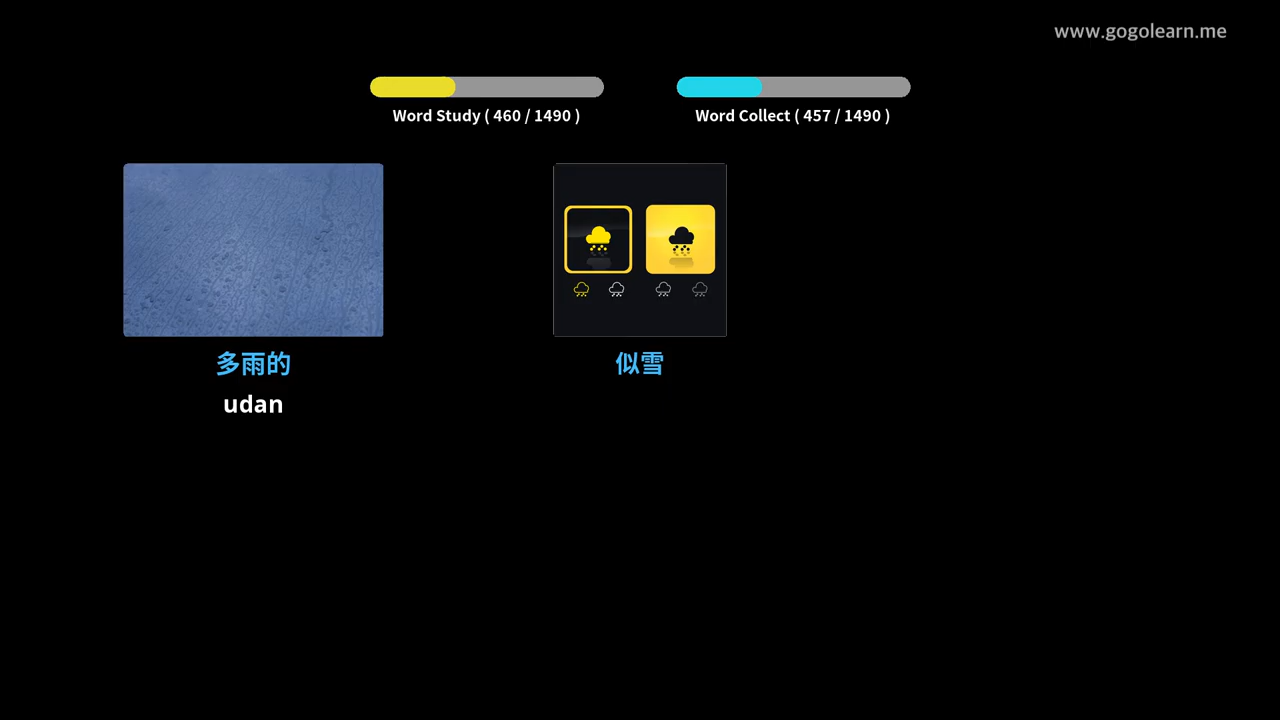 www.gogolearn.me
Word Study ( 460 / 1490 )
Word Collect ( 457 / 1490 )
多雨的
似雪
udan